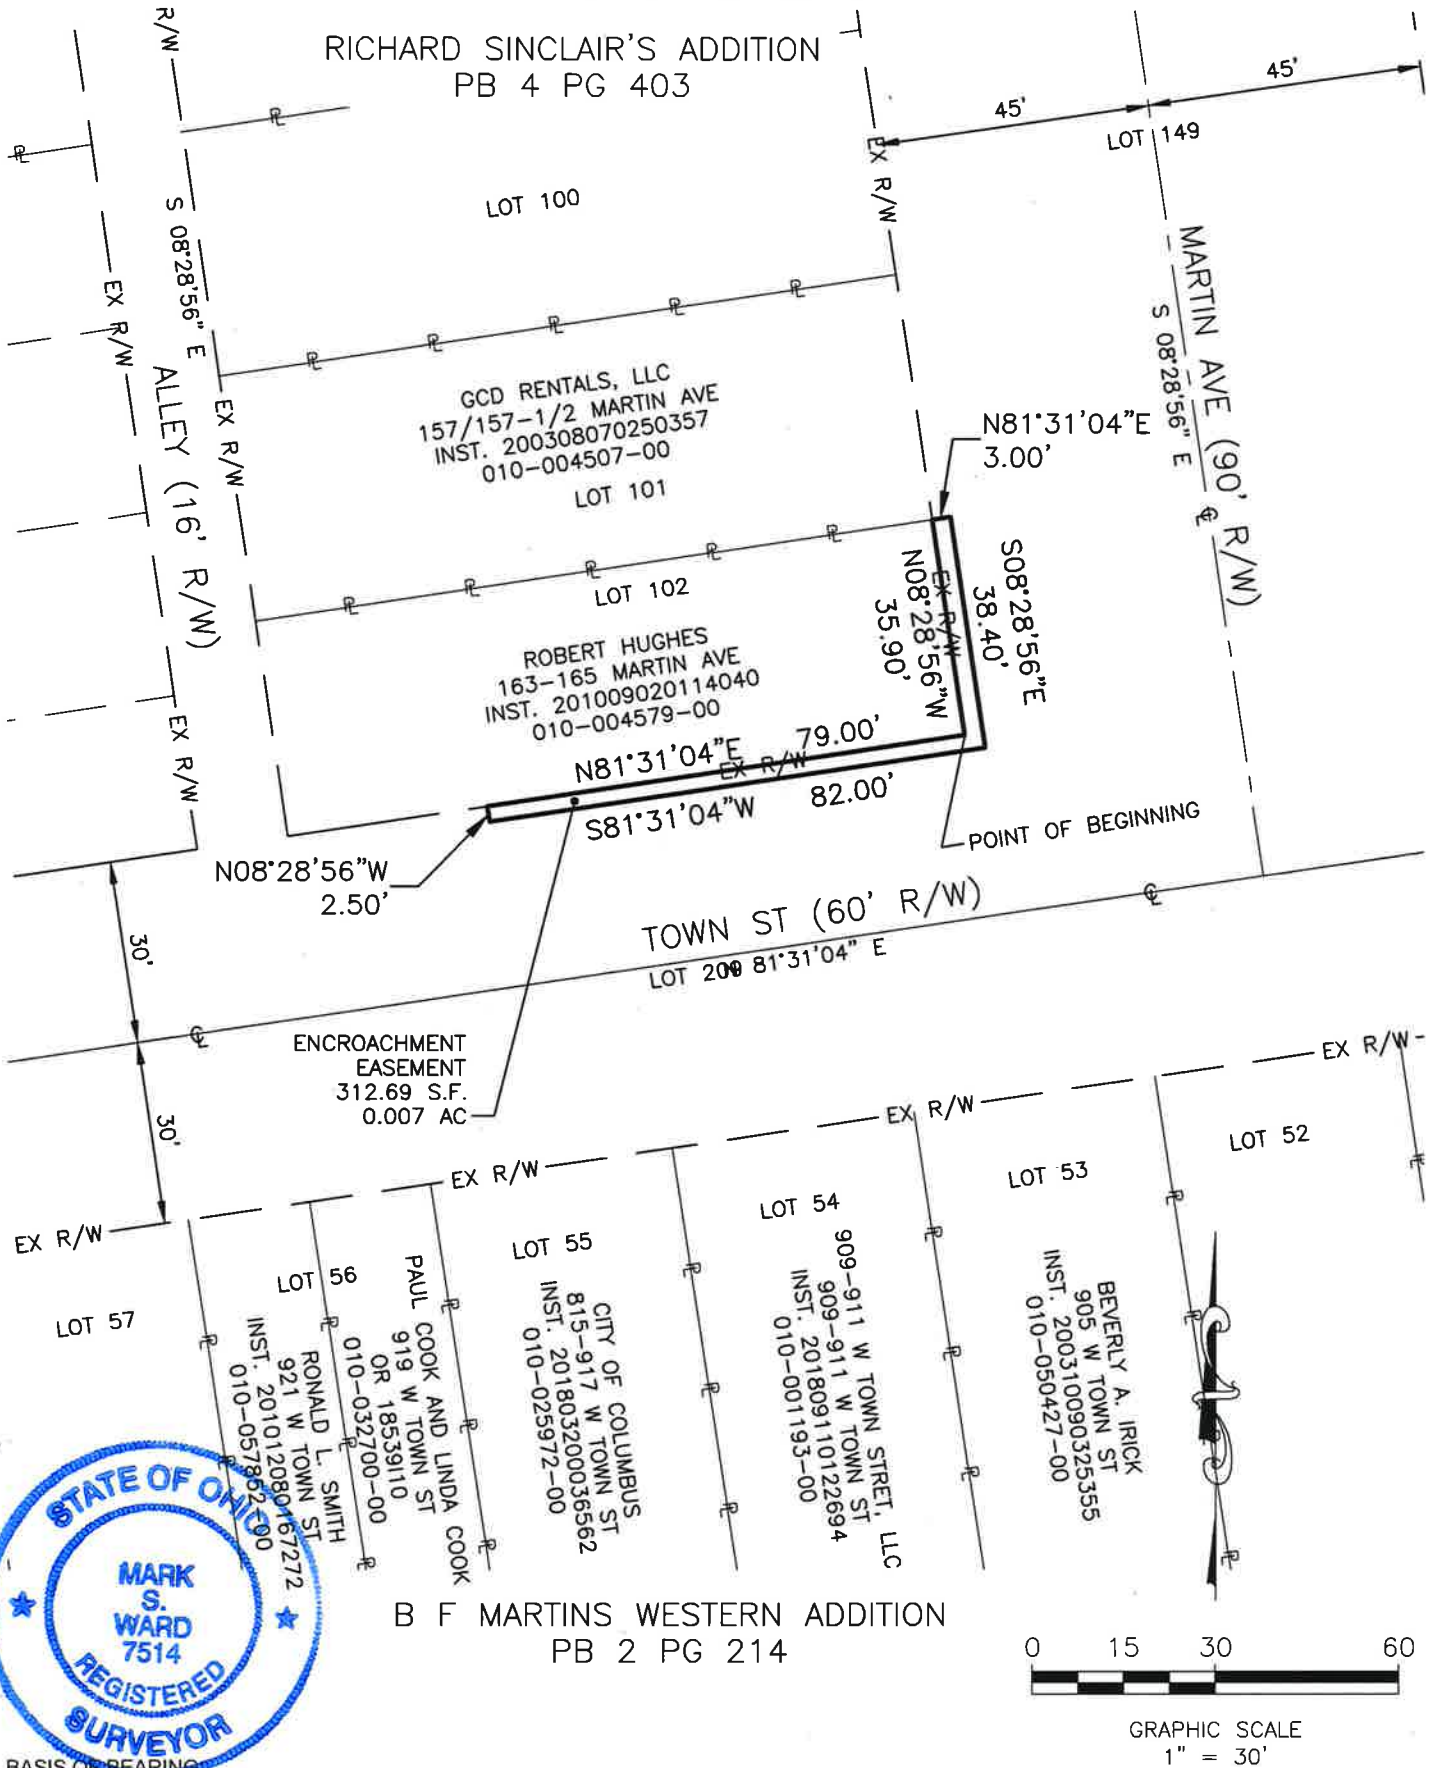 R/W
RICHARD SINCLAIR'S ADDITION
PB 4 PG 403
45'
45'
LOT 149
EX R/W
LOT 100
S 08°28'56" E
EX R/W
ALLEY (16' R/W)
EX R/W
EX R/W
MARTIN AVE (90' R/W)
S 08°28'56" E
GCD RENTALS, LLC
157/157-1/2 MARTIN AVE
INST. 200308070250357
010-004507-00
LOT 101
N81°31'04"E
3.00'
LOT 102
ROBERT HUGHES
163-165 MARTIN AVE
INST. 201009020114040
010-004579-00
EX R/W
N08°28'56"W
35.90'
S08°28'56"E
38.40'
N81°31'04"E 79.00'
EX R/W
S81°31'04"W 82.00'
POINT OF BEGINNING
N08°28'56"W
2.50'
30'
TOWN ST (60' R/W)
LOT 81°31'04" E
ENCROACHMENT
EASEMENT
312.69 S.F.
0.007 AC
30'
EX R/W
EX R/W
EX R/W
EX R/W
LOT 57
LOT 56
LOT 55
LOT 54
LOT 53
LOT 52
RONALD L. SMITH
921 W TOWN ST
INST. 201012080167272
010-057852-00
PAUL COOK AND LINDA COOK
919 W TOWN ST
OR 18539I10
010-032700-00
CITY OF COLUMBUS
815-917 W TOWN ST
INST. 201803200036562
010-025972-00
909-911 W TOWN STRET, LLC
909-911 W TOWN ST
INST. 201809110122694
010-001193-00
BEVERLY A. IRICK
905 W TOWN ST
INST. 200310090325355
010-050427-00
STATE OF OHIO
MARK
S.
WARD
7514
REGISTERED
SURVEYOR
B F MARTINS WESTERN ADDITION
PB 2 PG 214
0 15 30 60
GRAPHIC SCALE
1" = 30'
BASIS OF BEARING